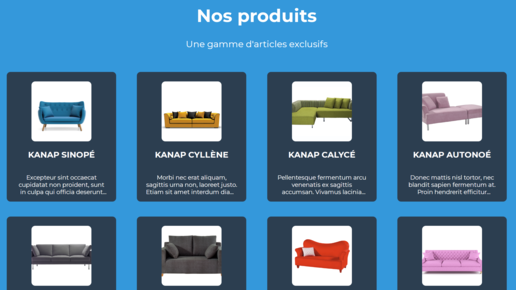 Nos produits
Une gamme d'articles exclusifs
KANAP SINOPÉ
Excepteur sint occaecat
cupidatat non proident, sunt
in culpa qui officia deserunt...
KANAP CYLLÈNE
Morbi nec erat aliquam,
sagittis urna non, laoreet justo.
Etiam sit amet interdum dia...
KANAP CALYCÉ
Pellentesque fermentum arcu
venenatis ex sagittis
accumsan. Vivamus lacinia...
KANAP AUTONOÉ
Donec mattis nisl tortor, nec
blandit sapien fermentum at.
Proin hendrerit efficitur...